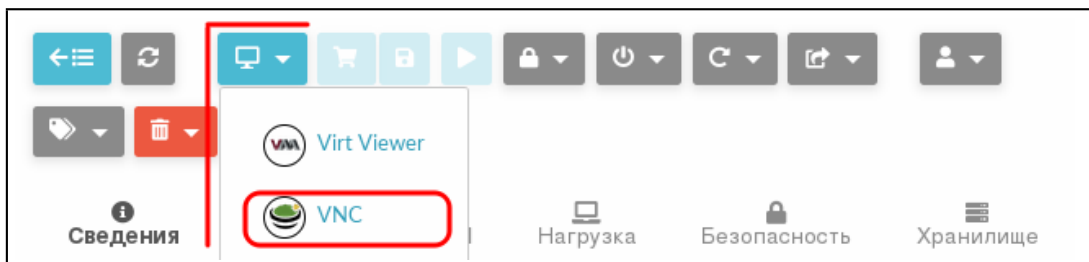 Virt Viewer
VNC
Сведения
Нагрузка
Безопасность
Хранилище